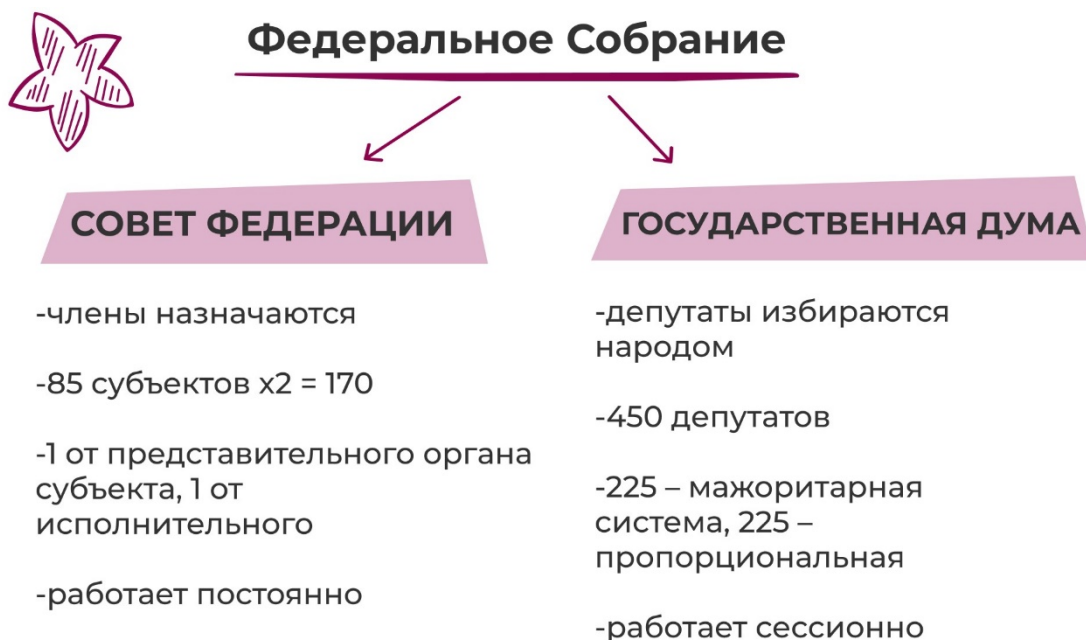 Федеральное Собрание
СОВЕТ ФЕДЕРАЦИИ
-члены назначаются
-85 субъектов х2 = 170
-1 от представительного органа
субъекта, 1 от
исполнительного
-работает постоянно
ГОСУДАРСТВЕННАЯ ДУМА
-депутаты избираются
народом
-450 депутатов
-225 – мажоритарная
система, 225 –
пропорциональная
-работает сессионно